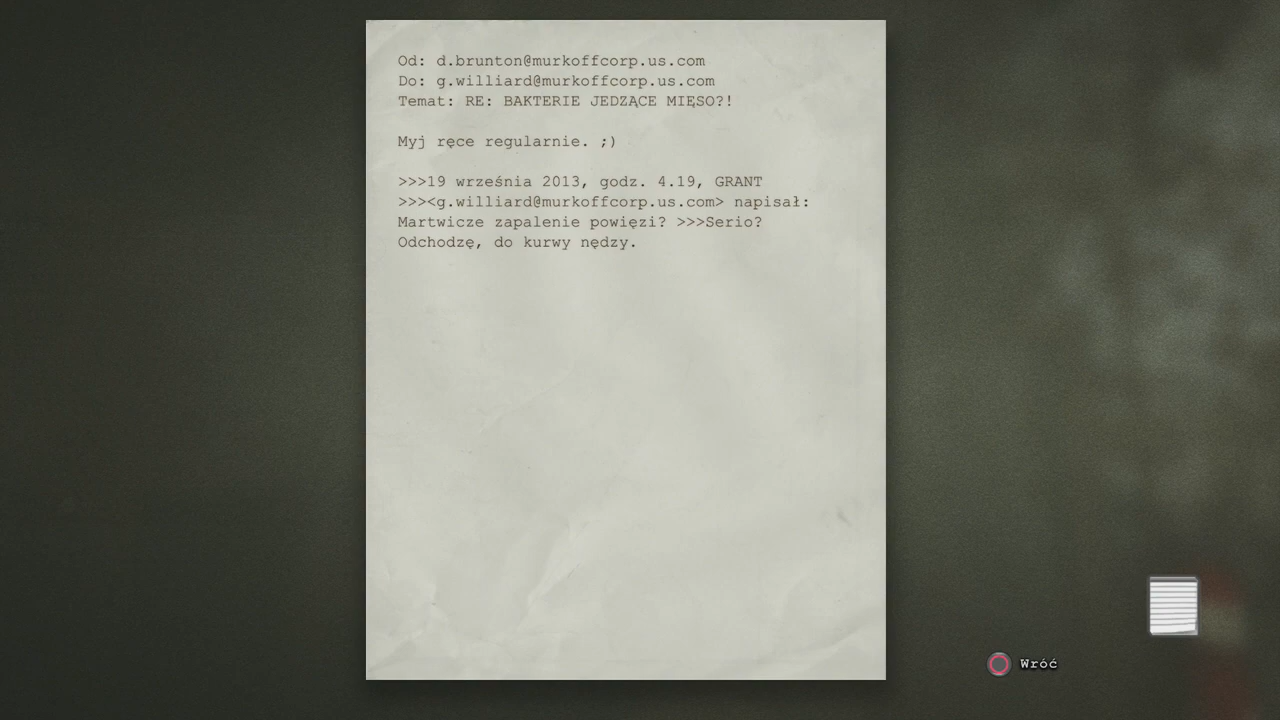 Od: d.brunton@murkoffcorp.us.com
Do: g.williard@murkoffcorp.us.com
Temat: RE: BAKTERIE JEDZĄCE MIĘSO?!
Myj ręce regularnie. ;)
>>>19 września 2013, godz. 4.19, GRANT
>>><g.williard@murkoffcorp.us.com> napisał:
Martwicze zapalenie powięzi? >>>Serio?
Odchodzę, do kurwy nędzy.
Wróć